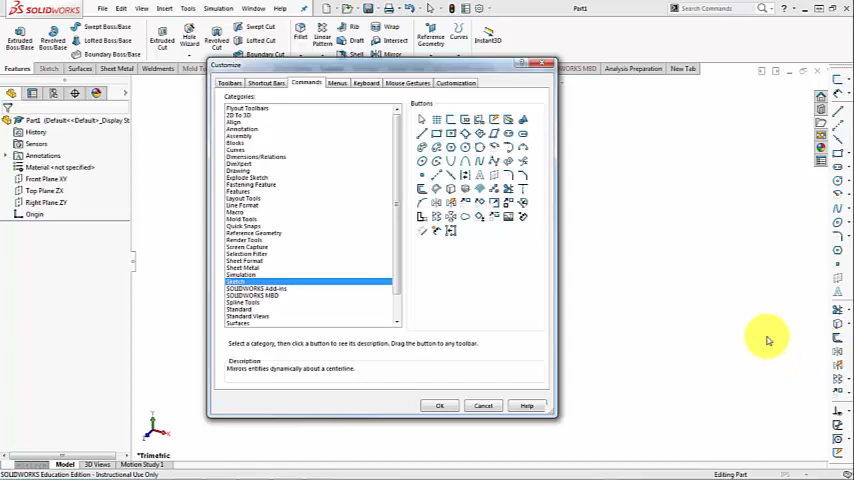 SOLIDWORKS File Edit View Insert Tools Simulation Window Help Part1 Search Commands
Extruded Boss/Base Revolved Boss/Base Swept Boss/Base Lofted Boss/Base Boundary Boss/Base Extruded Cut Hole Wizard Revolved Cut Swept Cut Lofted Cut Fillet Linear Pattern Rib Draft Wrap Intersect Mirror Reference Geometry Curves Instant3D
Features Sketch Surfaces Sheet Metal Weldments Mold T SOLIDWORKS MBD Analysis Preparation New Tab
Customize
Toolbars Shortcut Bars Commands Menus Keyboard Mouse Gestures Customization
Categories:
Buttons
Flyout Toolbars
2D To 3D
Align
Annotation
Assembly
Blocks
Curves
Dimensions/Relations
DimXpert
Drawing
Explode Sketch
Fastening Feature
Features
Layout Tools
Line Format
Macro
Mold Tools
Quick Snaps
Reference Geometry
Render Tools
Screen Capture
Selection Filter
Sheet Format
Sheet Metal
Simulation
Sketch
SOLIDWORKS Add-ins
SOLIDWORKS MBD
Spline Tools
Standard
Standard Views
Surfaces
Select a category, then click a button to see its description. Drag the button to any toolbar.
Description
Mirrors entities dynamically about a centerline.
OK Cancel Help
Part1 (Default<<Default>_Display St
History
Sensors
Annotations
Material <not specified>
Front Plane XY
Top Plane ZX
Right Plane ZY
Origin
Y
X
Z
*Trimetric
Model 3D Views Motion Study 1
SOLIDWORKS Education Edition - Instructional Use Only
Editing Part
IPS